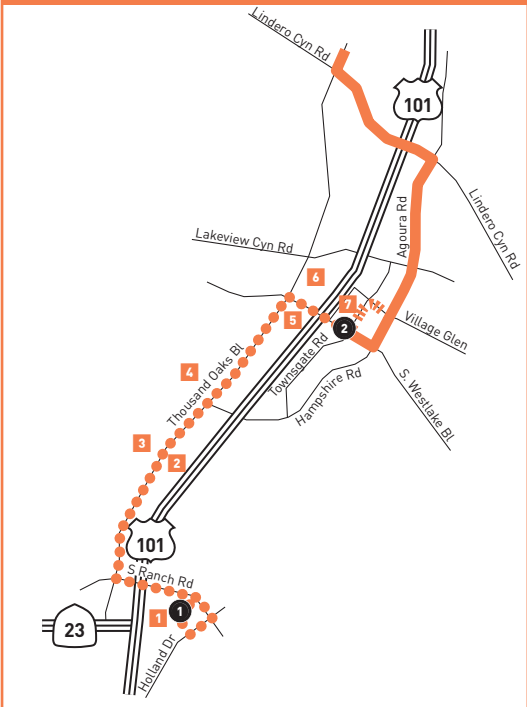 Lindero Cyn Rd
101
Agoura Rd
Lindero Cyn Rd
Lakeview Cyn Rd
6
7
5
2
Village Glen
Townsgate Rd
Hampshire Rd
S. Westlake Bl
4
Thousand Oaks Bl
3
2
101
S Ranch Rd
1
1
23
Holland Dr